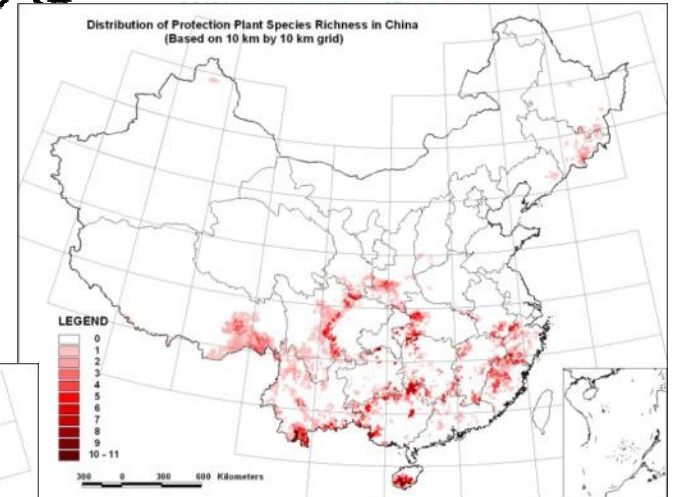 Distribution of Protection Plant Species Richness in China
(Based on 10 km by 10 km grid)
LEGEND
0
1
2
3
4
5
6
7
8
9
10 - 11
300 0 300 600 Kilometers